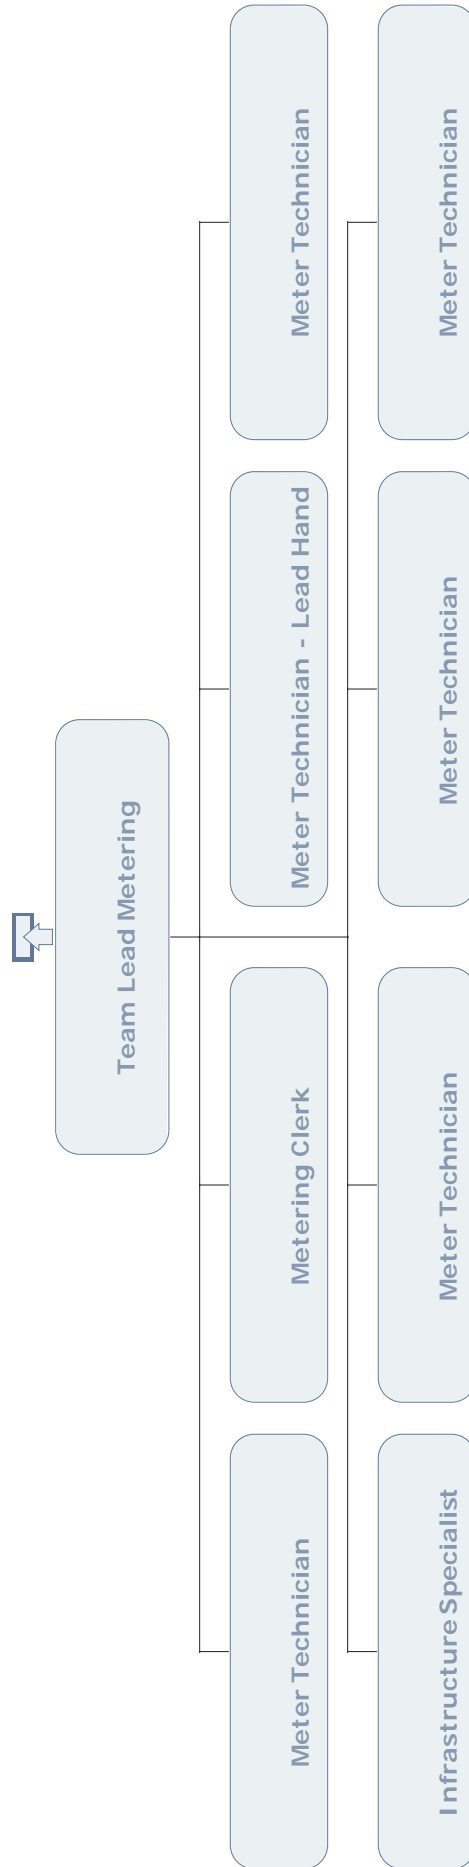 Team Lead Metering
Meter Technician
Metering Clerk
Meter Technician - Lead Hand
Meter Technician
Infrastructure Specialist
Meter Technician
Meter Technician
Meter Technician